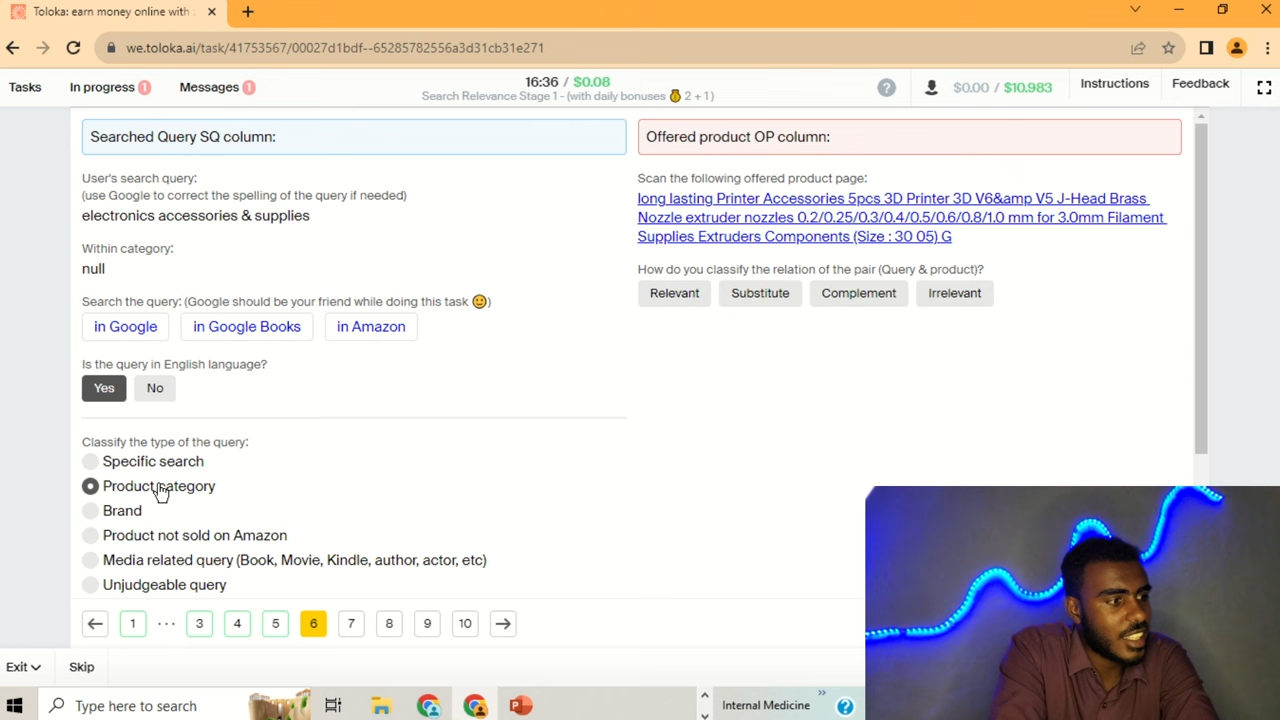 Toloka: earn money online with
we.toloka.ai/task/41753567/00027d1bdf--65285782556a3d31cb31e271
Tasks
In progress 1
Messages 1
16:36 / $0.08
Search Relevance Stage 1 - (with daily bonuses 🥇 2 + 1)
$0.00 / $10.983
Instructions
Feedback
Searched Query SQ column:
User's search query:
(use Google to correct the spelling of the query if needed)
electronics accessories & supplies
Within category:
null
Search the query: (Google should be your friend while doing this task 🙂)
in Google
in Google Books
in Amazon
Is the query in English language?
Yes
No
Classify the type of the query:
Specific search
Product category
Brand
Product not sold on Amazon
Media related query (Book, Movie, Kindle, author, actor, etc)
Unjudgeable query
Offered product OP column:
Scan the following offered product page:
long lasting Printer Accessories 5pcs 3D Printer 3D V6&amp V5 J-Head Brass
Nozzle extruder nozzles 0.2/0.25/0.3/0.4/0.5/0.6/0.8/1.0 mm for 3.0mm Filament
Supplies Extruders Components (Size : 30 05) G
How do you classify the relation of the pair (Query & product)?
Relevant
Substitute
Complement
Irrelevant
1 ··· 3 4 5 6 7 8 9 10
Exit
Skip
Type here to search
Internal Medicine